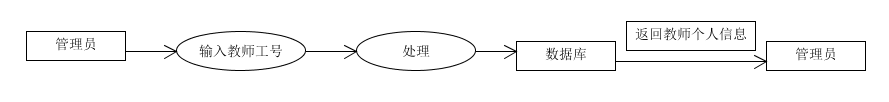 管理员
输入教师工号
处理
数据库
返回教师个人信息
管理员